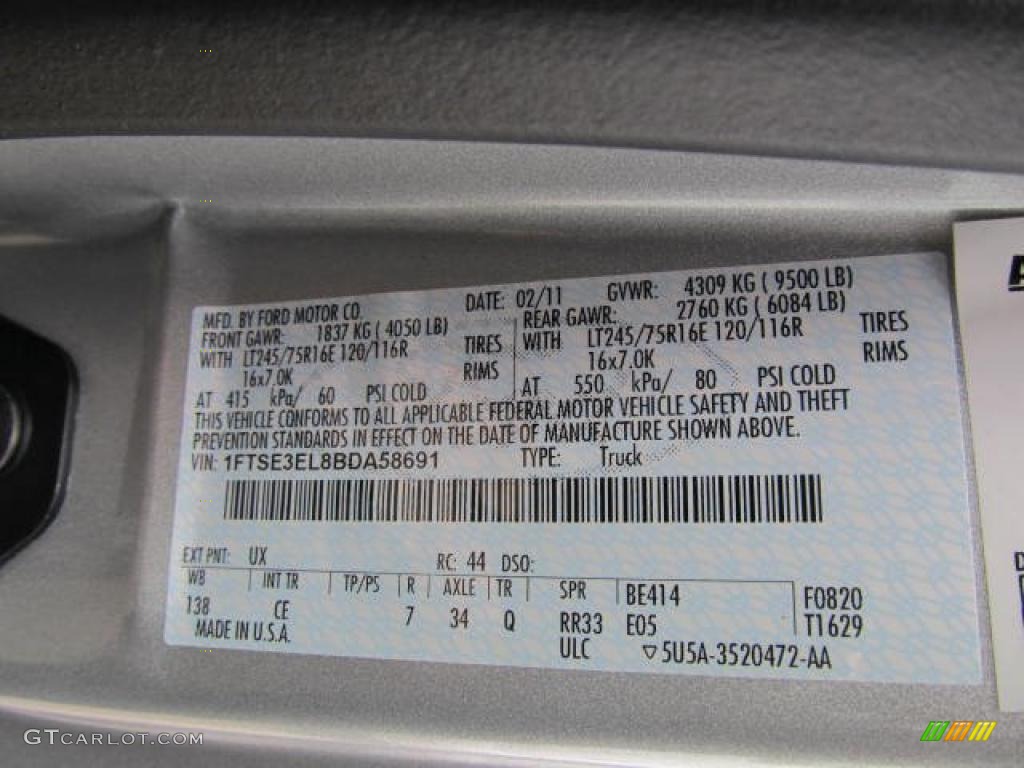 MFD. BY FORD MOTOR CO. DATE: 02/11 GVWR: 4309 KG ( 9500 LB)
FRONT GAWR: 1837 KG ( 4050 LB) REAR GAWR: 2760 KG ( 6084 LB)
WITH LT245/75R16E 120/116R TIRES WITH LT245/75R16E 120/116R TIRES
16x7.0K RIMS 16x7.0K RIMS
AT 415 kPa/ 60 PSI COLD AT 550 kPa/ 80 PSI COLD
THIS VEHICLE CONFORMS TO ALL APPLICABLE FEDERAL MOTOR VEHICLE SAFETY AND THEFT
PREVENTION STANDARDS IN EFFECT ON THE DATE OF MANUFACTURE SHOWN ABOVE.
VIN: 1FTSE3EL8BDA58691 TYPE: Truck
EXT PNT: UX RC: 44 DSO:
WB INT TR TP/PS R AXLE TR SPR BE414 F0820
138 CE 7 34 Q RR33 E05 T1629
MADE IN U.S.A. ULC ▽5U5A-3520472-AA
GTCARLOT.COM